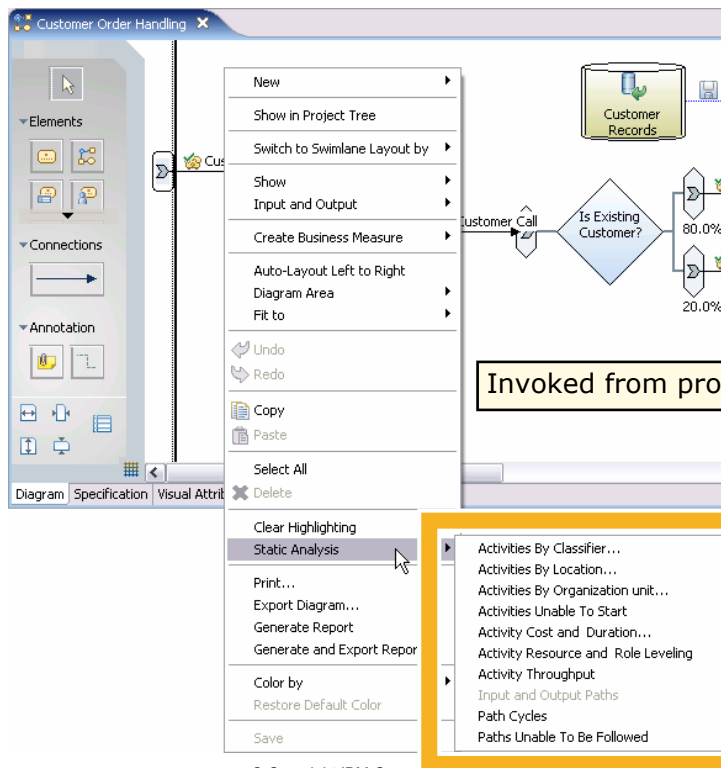 Customer Order Handling
Elements
Connections
Annotation
Customer
Records
Customer Call
Is Existing
Customer?
80.0%
20.0%
Invoked from pro
Diagram Specification Visual Attrib
New
Show in Project Tree
Switch to Swimlane Layout by
Show
Input and Output
Create Business Measure
Auto-Layout Left to Right
Diagram Area
Fit to
Undo
Redo
Copy
Paste
Select All
Delete
Clear Highlighting
Static Analysis
Print...
Export Diagram...
Generate Report
Generate and Export Repor
Color by
Restore Default Color
Save
Activities By Classifier...
Activities By Location...
Activities By Organization unit...
Activities Unable To Start
Activity Cost and Duration...
Activity Resource and Role Leveling
Activity Throughput
Input and Output Paths
Path Cycles
Paths Unable To Be Followed